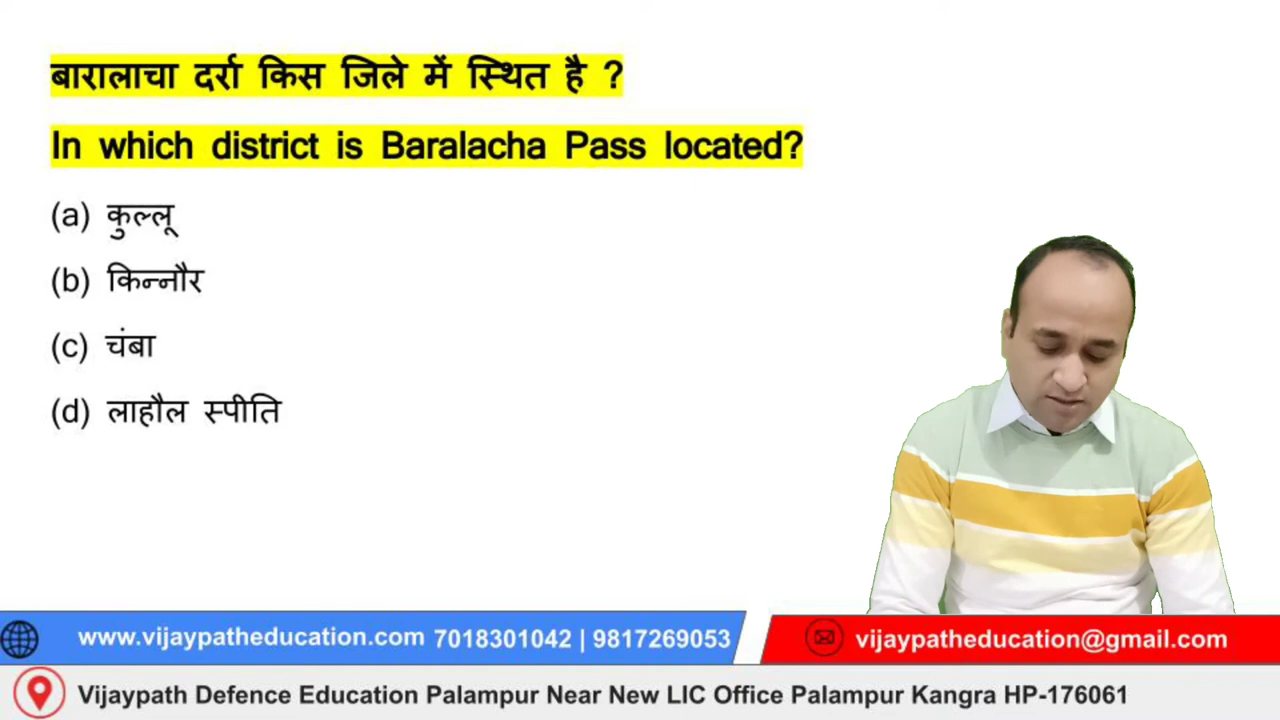 बारालाचा दर्रा किस जिले में स्थित है ?
In which district is Baralacha Pass located?
(a) कुल्लू
(b) किन्नौर
(c) चंबा
(d) लाहौल स्पीति
www.vijaypatheducation.com 7018301042 | 9817269053
vijaypatheducation@gmail.com
Vijaypath Defence Education Palampur Near New LIC Office Palampur Kangra HP-176061